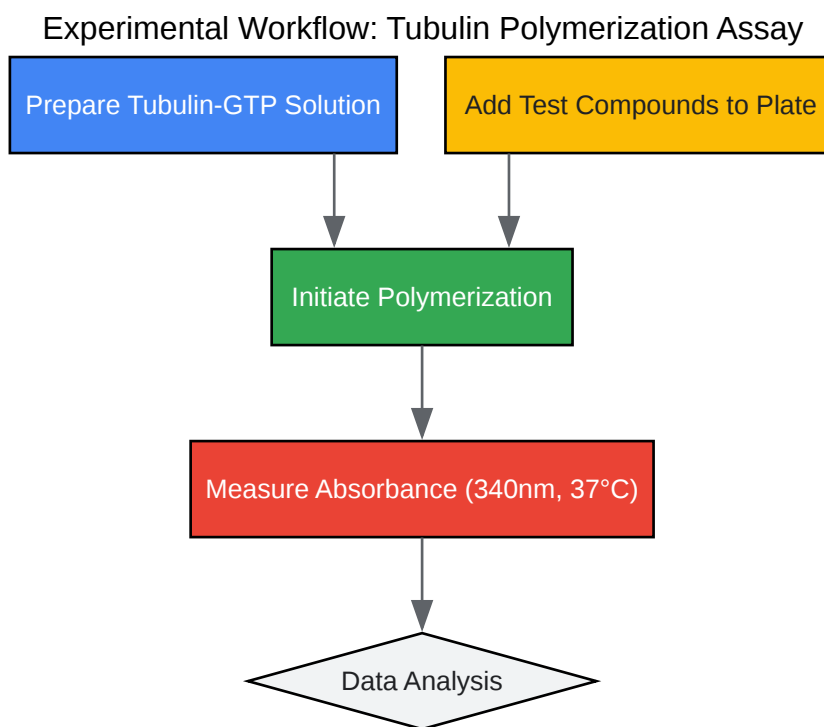 Experimental Workflow: Tubulin Polymerization Assay
Prepare Tubulin-GTP Solution
Add Test Compounds to Plate
Initiate Polymerization
Measure Absorbance (340nm, 37°C)
Data Analysis